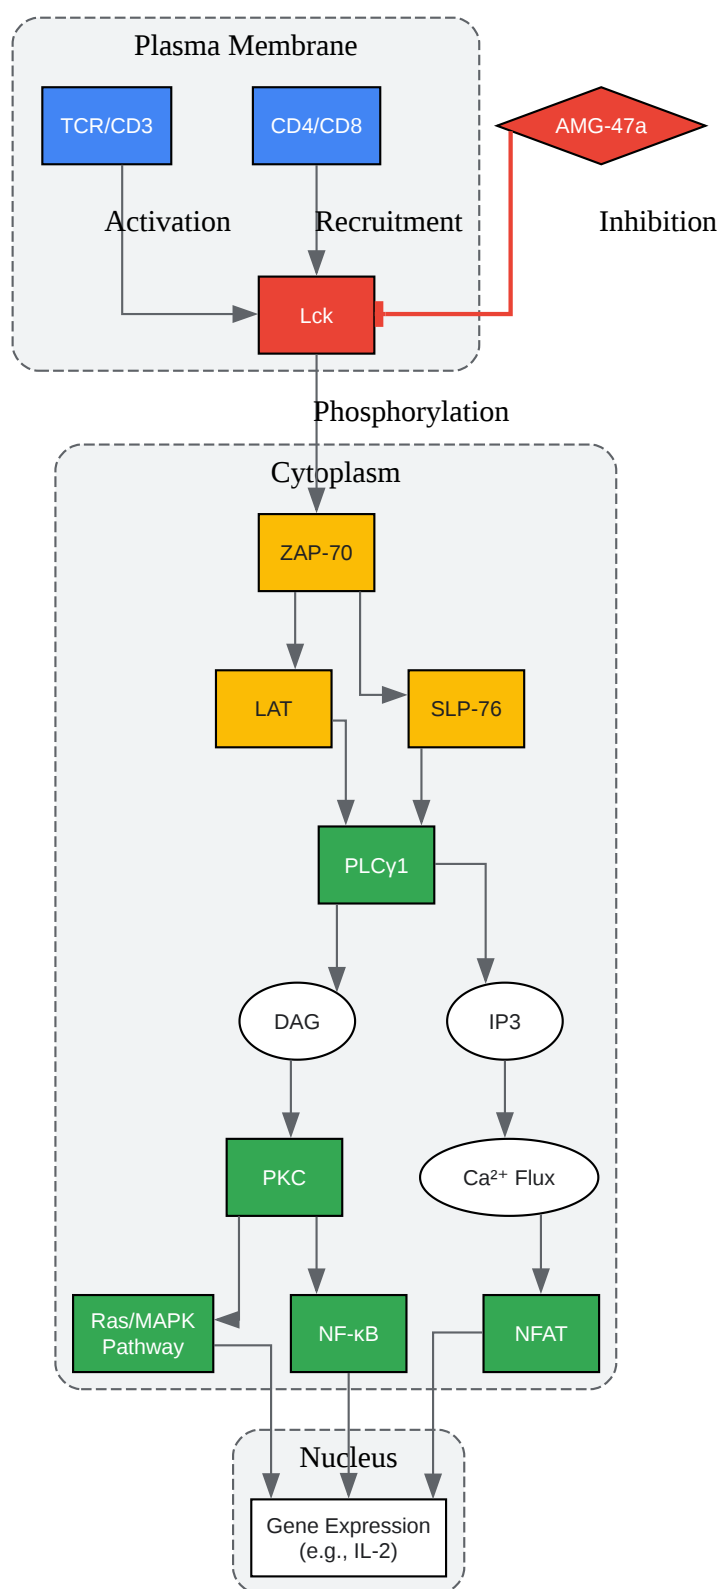 Plasma Membrane
TCR/CD3
CD4/CD8
AMG-47a
Activation
Recruitment
Inhibition
Lck
Phosphorylation
Cytoplasm
ZAP-70
LAT
SLP-76
PLCγ1
DAG
IP3
PKC
Ca²⁺ Flux
Ras/MAPK
Pathway
NF-κB
NFAT
Nucleus
Gene Expression
(e.g., IL-2)